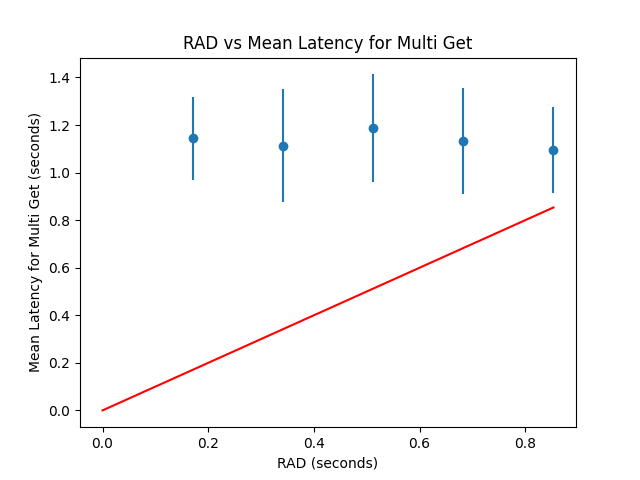 RAD vs Mean Latency for Multi Get
Mean Latency for Multi Get (seconds)
1.4
1.2
1.0
0.8
0.6
0.4
0.2
0.0
0.0 0.2 0.4 0.6 0.8
RAD (seconds)